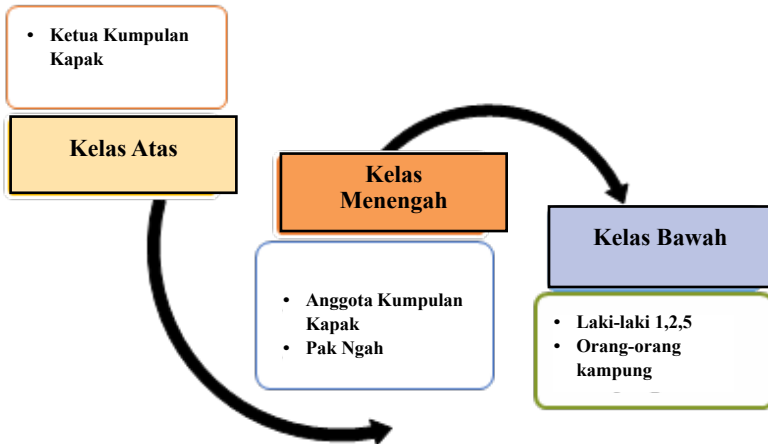 • Ketua Kumpulan
Kapak
Kelas Atas
Kelas
Menengah
• Anggota Kumpulan
Kapak
• Pak Ngah
Kelas Bawah
• Laki-laki 1,2,5
• Orang-orang
kampung